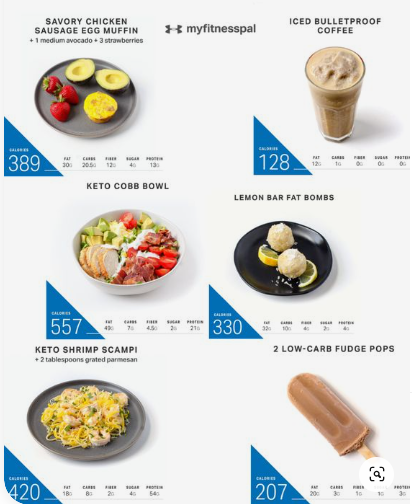 SAVORY CHICKEN
SAUSAGE EGG MUFFIN
+ 1 medium avocado + 3 strawberries
myfitnesspal
ICED BULLETPROOF
COFFEE
CALORIES
389
FAT CARBS FIBER SUGAR PROTEIN
30G 20.5G 12G 4G 13G
CALORIES
128
FAT CARBS FIBER SUGAR PROTEIN
12G 1G 0G 0G 0G
KETO COBB BOWL
LEMON BAR FAT BOMBS
CALORIES
557
FAT CARBS FIBER SUGAR PROTEIN
49G 7G 4.5G 2G 21G
CALORIES
330
FAT CARBS FIBER SUGAR PROTEIN
32G 10G 4G 3G 4G
KETO SHRIMP SCAMPI
+ 2 tablespoons grated parmesan
2 LOW-CARB FUDGE POPS
CALORIES
420
FAT CARBS FIBER SUGAR PROTEIN
18G 8G 2G 4G 54G
CALORIES
207
FAT CARBS FIBER
20G 3G 1G 1G 3G